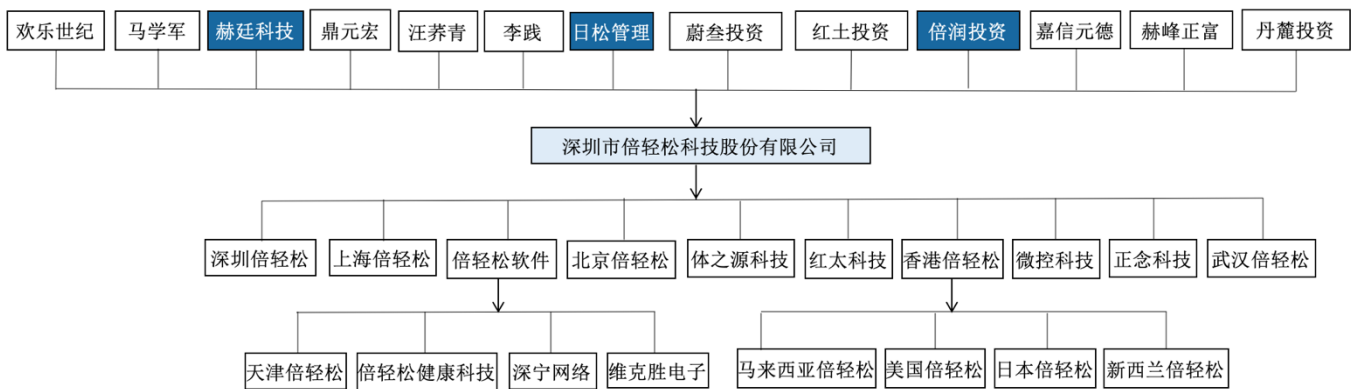 欢乐世纪 马学军 赫廷科技 鼎元宏 汪荞青 李践 日松管理 蔚叁投资 红土投资 倍润投资 嘉信元德 赫峰正富 丹麓投资
深圳市倍轻松科技股份有限公司
深圳倍轻松 上海倍轻松 倍轻松软件 北京倍轻松 体之源科技 红太科技 香港倍轻松 微控科技 正念科技 武汉倍轻松
天津倍轻松 倍轻松健康科技 深宁网络 维克胜电子 马来西亚倍轻松 美国倍轻松 日本倍轻松 新西兰倍轻松